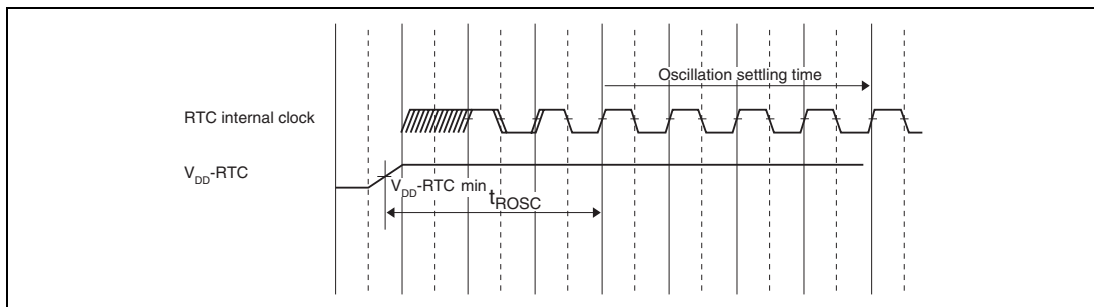 Oscillation settling time
RTC internal clock
VDD-RTC
VDD-RTC min
tROSC